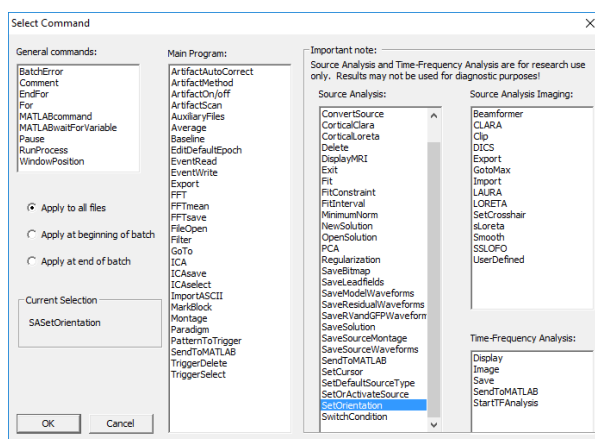 Select Command
General commands:
BatchError
Comment
EndFor
For
MATLABcommand
MATLABwaitForVariable
Pause
RunProcess
WindowPosition
Apply to all files
Apply at beginning of batch
Apply at end of batch
Current Selection
SASetOrientation
OK
Cancel
Main Program:
ArtifactAutoCorrect
ArtifactMethod
ArtifactOn/off
ArtifactScan
AuxiliaryFiles
Average
Baseline
EditDefaultEpoch
EventRead
EventWrite
Export
FFT
FFTmean
FFTsave
FileOpen
Filter
GoTo
ICA
ICAsave
ICAselect
ImportASCII
MarkBlock
Montage
Paradigm
PatternToTrigger
SendToMATLAB
TriggerDelete
TriggerSelect
Important note:
Source Analysis and Time-Frequency Analysis are for research use
only. Results may not be used for diagnostic purposes!
Source Analysis:
ConvertSource
CorticalClara
CorticalLoreta
Delete
DisplayMRI
Exit
Fit
FitConstraint
FitInterval
MinimumNorm
NewSolution
OpenSolution
PCA
Regularization
SaveBitmap
SaveLeadfields
SaveModelWaveforms
SaveResidualWaveforms
SaveRVandGFPWaveform
SaveSolution
SaveSourceMontage
SaveSourceWaveforms
SendToMATLAB
SetCursor
SetDefaultSourceType
SetOrActivateSource
SetOrientation
SwitchCondition
Source Analysis Imaging:
Beamformer
CLARA
Clip
DICS
Export
GotoMax
Import
LAURA
LORETA
SetCrosshair
sLoreta
Smooth
SSLOFO
UserDefined
Time-Frequency Analysis:
Display
Image
Save
SendToMATLAB
StartTFAnalysis